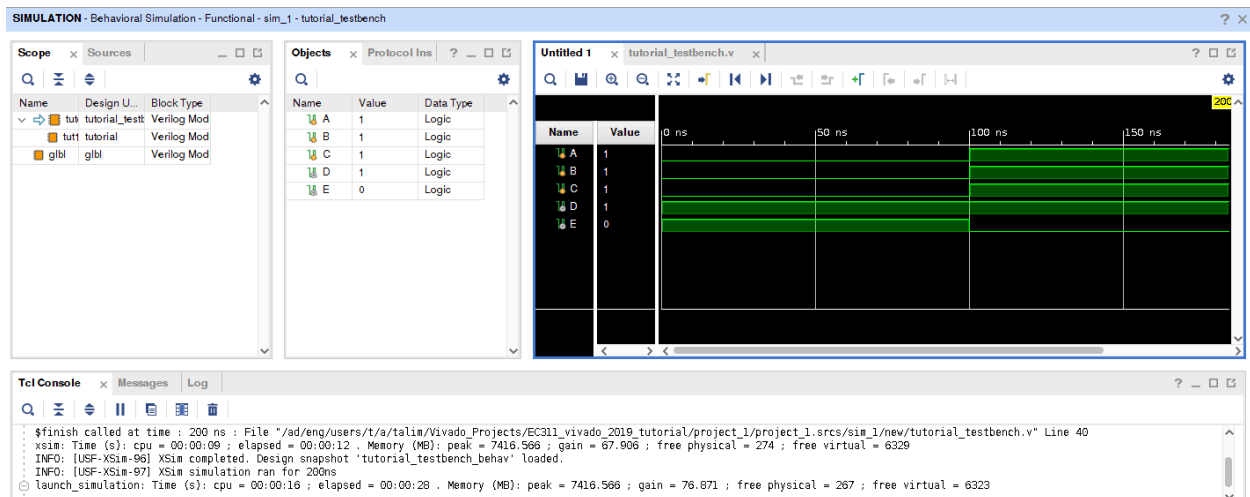 SIMULATION - Behavioral Simulation - Functional - sim_1 - tutorial_testbench
Scope
Sources
Name Design U... Block Type
tutorial_testb Verilog Mod
tutorial Verilog Mod
glbl glbl Verilog Mod
Objects
Protocol Ins
Name Value Data Type
A 1 Logic
B 1 Logic
C 1 Logic
D 1 Logic
E 0 Logic
Untitled 1
tutorial_testbench.v
200
Name Value 0 ns 50 ns 100 ns 150 ns
A 1
B 1
C 1
D 1
E 0
Tcl Console
Messages
Log
$finish called at time : 200 ns : File "/ad/eng/users/t/a/talim/Vivado_Projects/EC311_vivado_2019_tutorial/project_1/project_1.srcs/sim_1/new/tutorial_testbench.v" Line 40
xsim: Time (s): cpu = 00:00:09 ; elapsed = 00:00:12 . Memory (MB): peak = 7416.566 ; gain = 67.906 ; free physical = 274 ; free virtual = 6329
INFO: [USF-XSim-96] XSim completed. Design snapshot 'tutorial_testbench_behav' loaded.
INFO: [USF-XSim-97] XSim simulation ran for 200ns
launch_simulation: Time (s): cpu = 00:00:16 ; elapsed = 00:00:28 . Memory (MB): peak = 7416.566 ; gain = 76.871 ; free physical = 267 ; free virtual = 6323